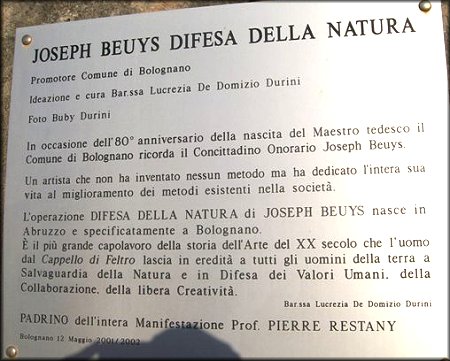 JOSEPH BEUYS DIFESA DELLA NATURA
Promotore Comune di Bolognano
Ideazione e cura Bar.ssa Lucrezia De Domizio Durini
Foto Buby Durini
In occasione dell'80° anniversario della nascita del Maestro tedesco il
Comune di Bolognano ricorda il Concittadino Onorario Joseph Beuys.
Un artista che non ha inventato nessun metodo ma ha dedicato l'intera sua
vita al miglioramento dei metodi esistenti nella società.
L'operazione DIFESA DELLA NATURA di JOSEPH BEUYS nasce in
Abruzzo e specificatamente a Bolognano.
È il più grande capolavoro della storia dell'Arte del XX secolo che l'uomo
dal Cappello di Feltro lascia in eredità a tutti gli uomini della terra a
Salvaguardia della Natura e in Difesa dei Valori Umani, della
Collaborazione, della libera Creatività.
Bar.ssa Lucrezia De Domizio Durini
PADRINO dell'intera Manifestazione Prof. PIERRE RESTANY
Bolognano 12 Maggio 2001/2002